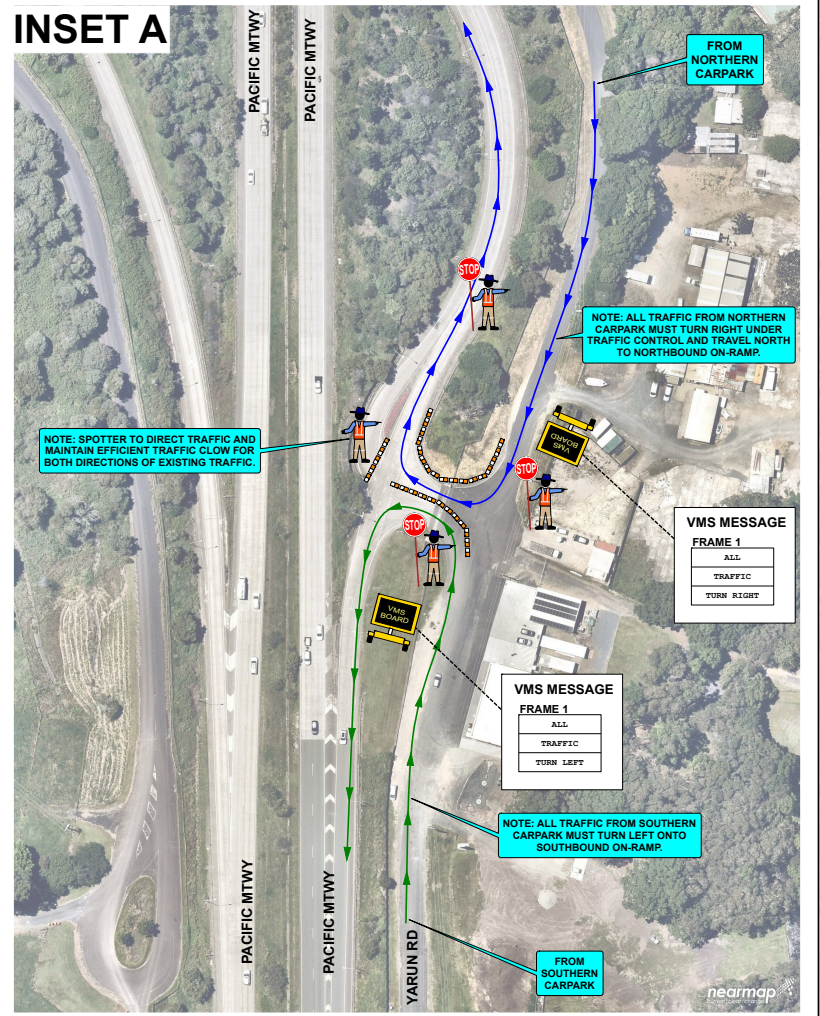 INSET A
PACIFIC MTWY
PACIFIC MTWY
FROM
NORTHERN
CARPARK
STOP
NOTE: ALL TRAFFIC FROM NORTHERN
CARPARK MUST TURN RIGHT UNDER
TRAFFIC CONTROL AND TRAVEL NORTH
TO NORTHBOUND ON-RAMP.
NOTE: SPOTTER TO DIRECT TRAFFIC AND
MAINTAIN EFFICIENT TRAFFIC CLOW FOR
BOTH DIRECTIONS OF EXISTING TRAFFIC.
VMS
BOARD
STOP
STOP
VMS MESSAGE
FRAME 1
ALL
TRAFFIC
TURN RIGHT
VMS
BOARD
VMS MESSAGE
FRAME 1
ALL
TRAFFIC
TURN LEFT
NOTE: ALL TRAFFIC FROM SOUTHERN
CARPARK MUST TURN LEFT ONTO
SOUTHBOUND ON-RAMP.
PACIFIC MTWY
PACIFIC MTWY
YARUN RD
FROM
SOUTHERN
CARPARK
nearmap